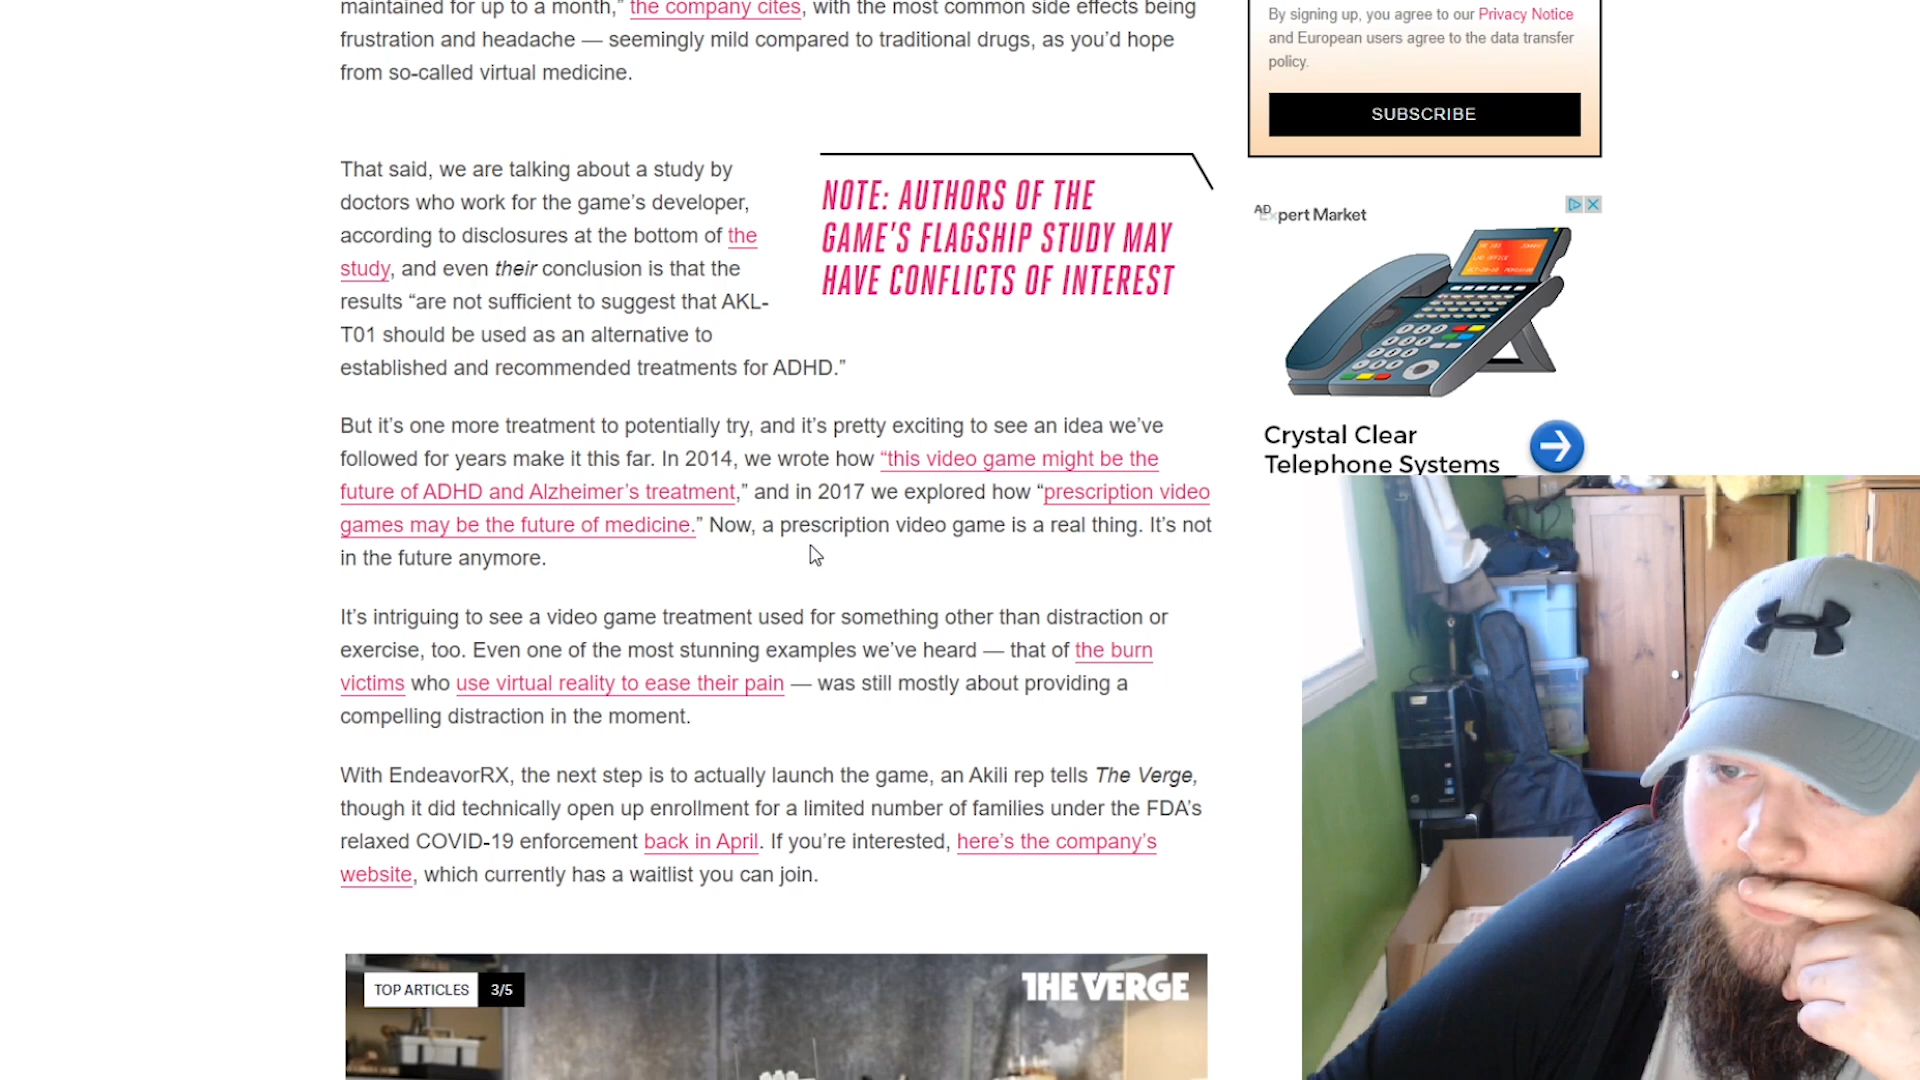 maintained for up to a month,” the company cites, with the most common side effects being
frustration and headache — seemingly mild compared to traditional drugs, as you’d hope
from so-called virtual medicine.
That said, we are talking about a study by
doctors who work for the game’s developer,
according to disclosures at the bottom of the
study, and even their conclusion is that the
results “are not sufficient to suggest that AKL-
T01 should be used as an alternative to
established and recommended treatments for ADHD.”
NOTE: AUTHORS OF THE
GAME’S FLAGSHIP STUDY MAY
HAVE CONFLICTS OF INTEREST
But it’s one more treatment to potentially try, and it’s pretty exciting to see an idea we’ve
followed for years make it this far. In 2014, we wrote how “this video game might be the
future of ADHD and Alzheimer’s treatment,” and in 2017 we explored how “prescription video
games may be the future of medicine.” Now, a prescription video game is a real thing. It’s not
in the future anymore.
It’s intriguing to see a video game treatment used for something other than distraction or
exercise, too. Even one of the most stunning examples we’ve heard — that of the burn
victims who use virtual reality to ease their pain — was still mostly about providing a
compelling distraction in the moment.
With EndeavorRX, the next step is to actually launch the game, an Akili rep tells The Verge,
though it did technically open up enrollment for a limited number of families under the FDA’s
relaxed COVID-19 enforcement back in April. If you’re interested, here’s the company’s
website, which currently has a waitlist you can join.
TOP ARTICLES 3/5
THE VERGE
By signing up, you agree to our Privacy Notice
and European users agree to the data transfer
policy.
SUBSCRIBE
AD
pert Market
Crystal Clear
Telephone Systems